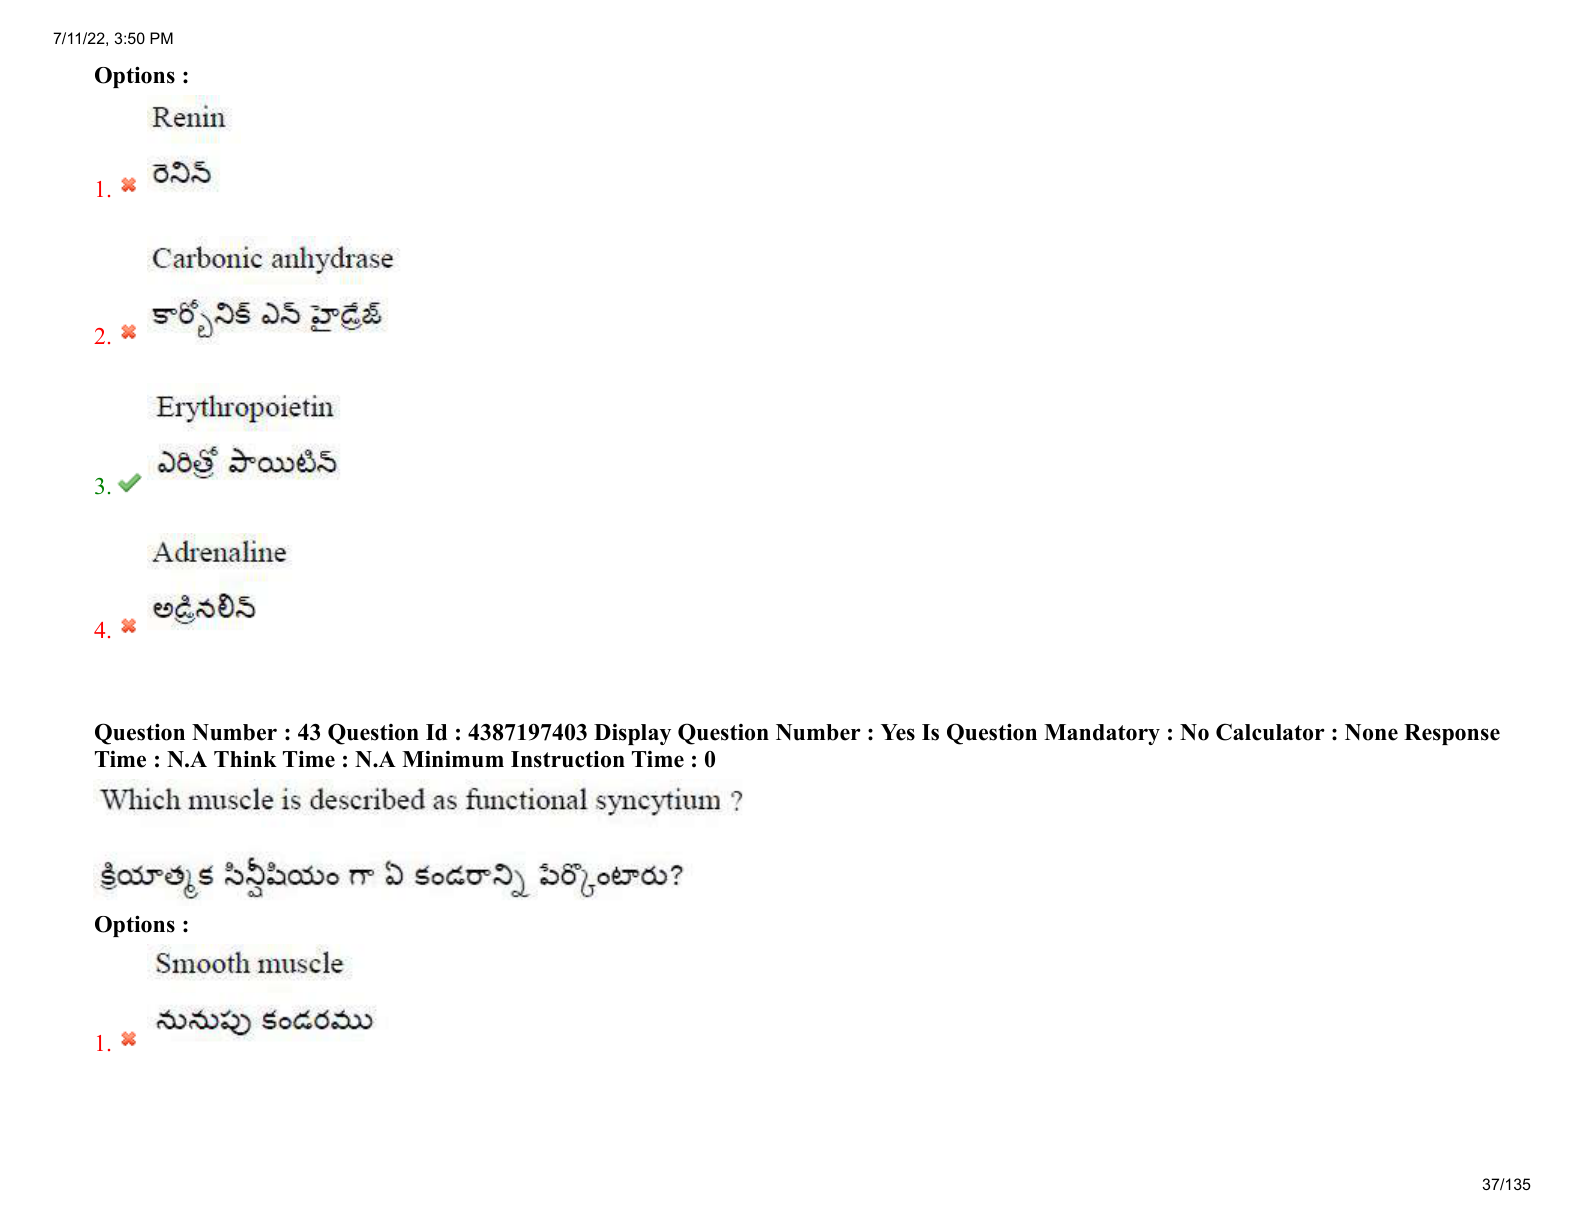 7/11/22, 3:50 PM
Options :
Renin
రెనిన్
1.
Carbonic anhydrase
కార్బోనిక్ ఎన్ హైడ్రేజ్
2.
Erythropoietin
ఎరిత్రో పాయిటిన్
3.
Adrenaline
అడ్రినలిన్
4.
Question Number : 43 Question Id : 4387197403 Display Question Number : Yes Is Question Mandatory : No Calculator : None Response
Time : N.A Think Time : N.A Minimum Instruction Time : 0
Which muscle is described as functional syncytium ?
క్రియాత్మక సిన్షీషియం గా ఏ కండరాన్ని పేర్కొంటారు?
Options :
Smooth muscle
నునుపు కండరము
1.
37/135